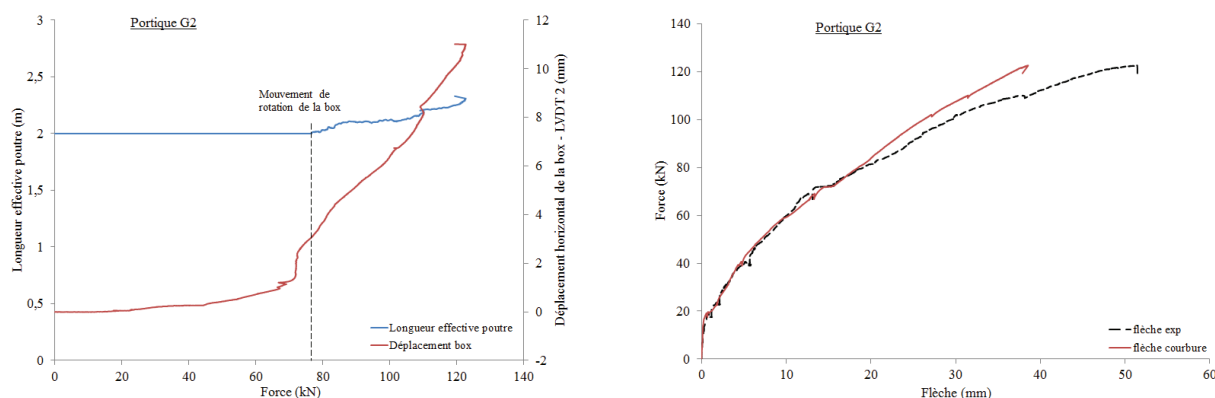 Portique G2
3
2,5
2
1,5
1
0,5
0
12
10
8
6
4
2
0
-2
0 20 40 60 80 100 120 140
Longueur effective poutre (m)
Déplacement horizontal de la box - LVDT 2 (mm)
Force (kN)
Mouvement de
rotation de la box
Longueur effective poutre
Déplacement box
Portique G2
140
120
100
80
60
40
20
0
0 10 20 30 40 50 60
Force (kN)
Flèche (mm)
flèche exp
flèche courbure